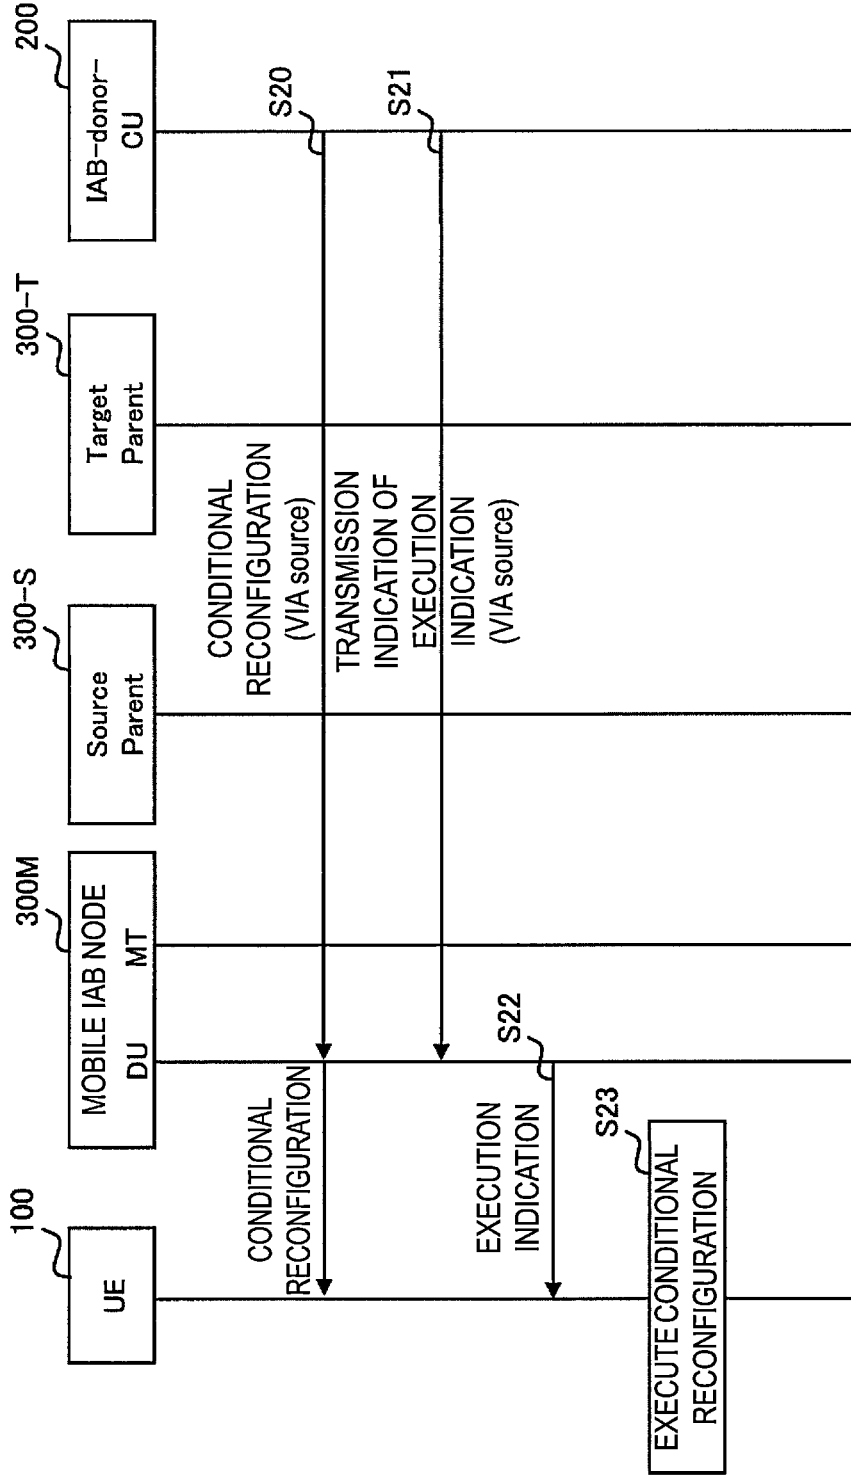 100
UE
300M
MOBILE IAB NODE
DU MT
300-S
Source
Parent
300-T
Target
Parent
200
IAB-donor-
CU
S20
CONDITIONAL
RECONFIGURATION
(VIA source)
CONDITIONAL
RECONFIGURATION
S21
TRANSMISSION
INDICATION OF
EXECUTION
INDICATION
(VIA source)
S22
EXECUTION
INDICATION
S23
EXECUTE CONDITIONAL
RECONFIGURATION